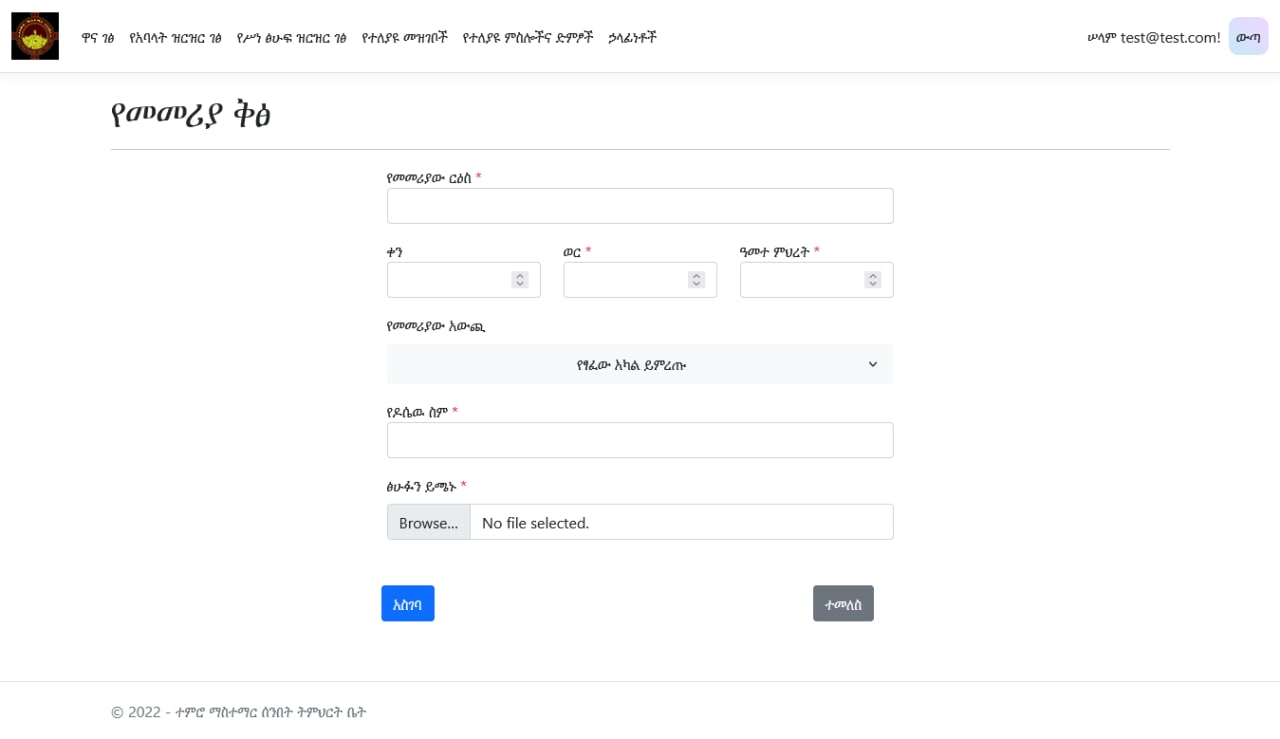 ዋና ገፅ የአባላት ዝርዝር ገፅ የሥነ ፅሁፍ ዝርዝር ገፅ የተለያዩ መዝገቦች የተለያዩ ምስሎችና ድምፆች ኃላፊነቶች ሠላም test@test.com! ውጣ
የመመሪያ ቅፅ
የመመሪያው ርዕስ *
ቀን ወር * ዓመተ ምህረት *
የመመሪያው አውጪ
የፃፈው አካል ይምረጡ
የዶሴዉ ስም *
ፅሁፉን ይጫኑ *
Browse... No file selected.
አስገባ ተመለስ
© 2022 - ተምሮ ማስተማር ሰንበት ትምህርት ቤት